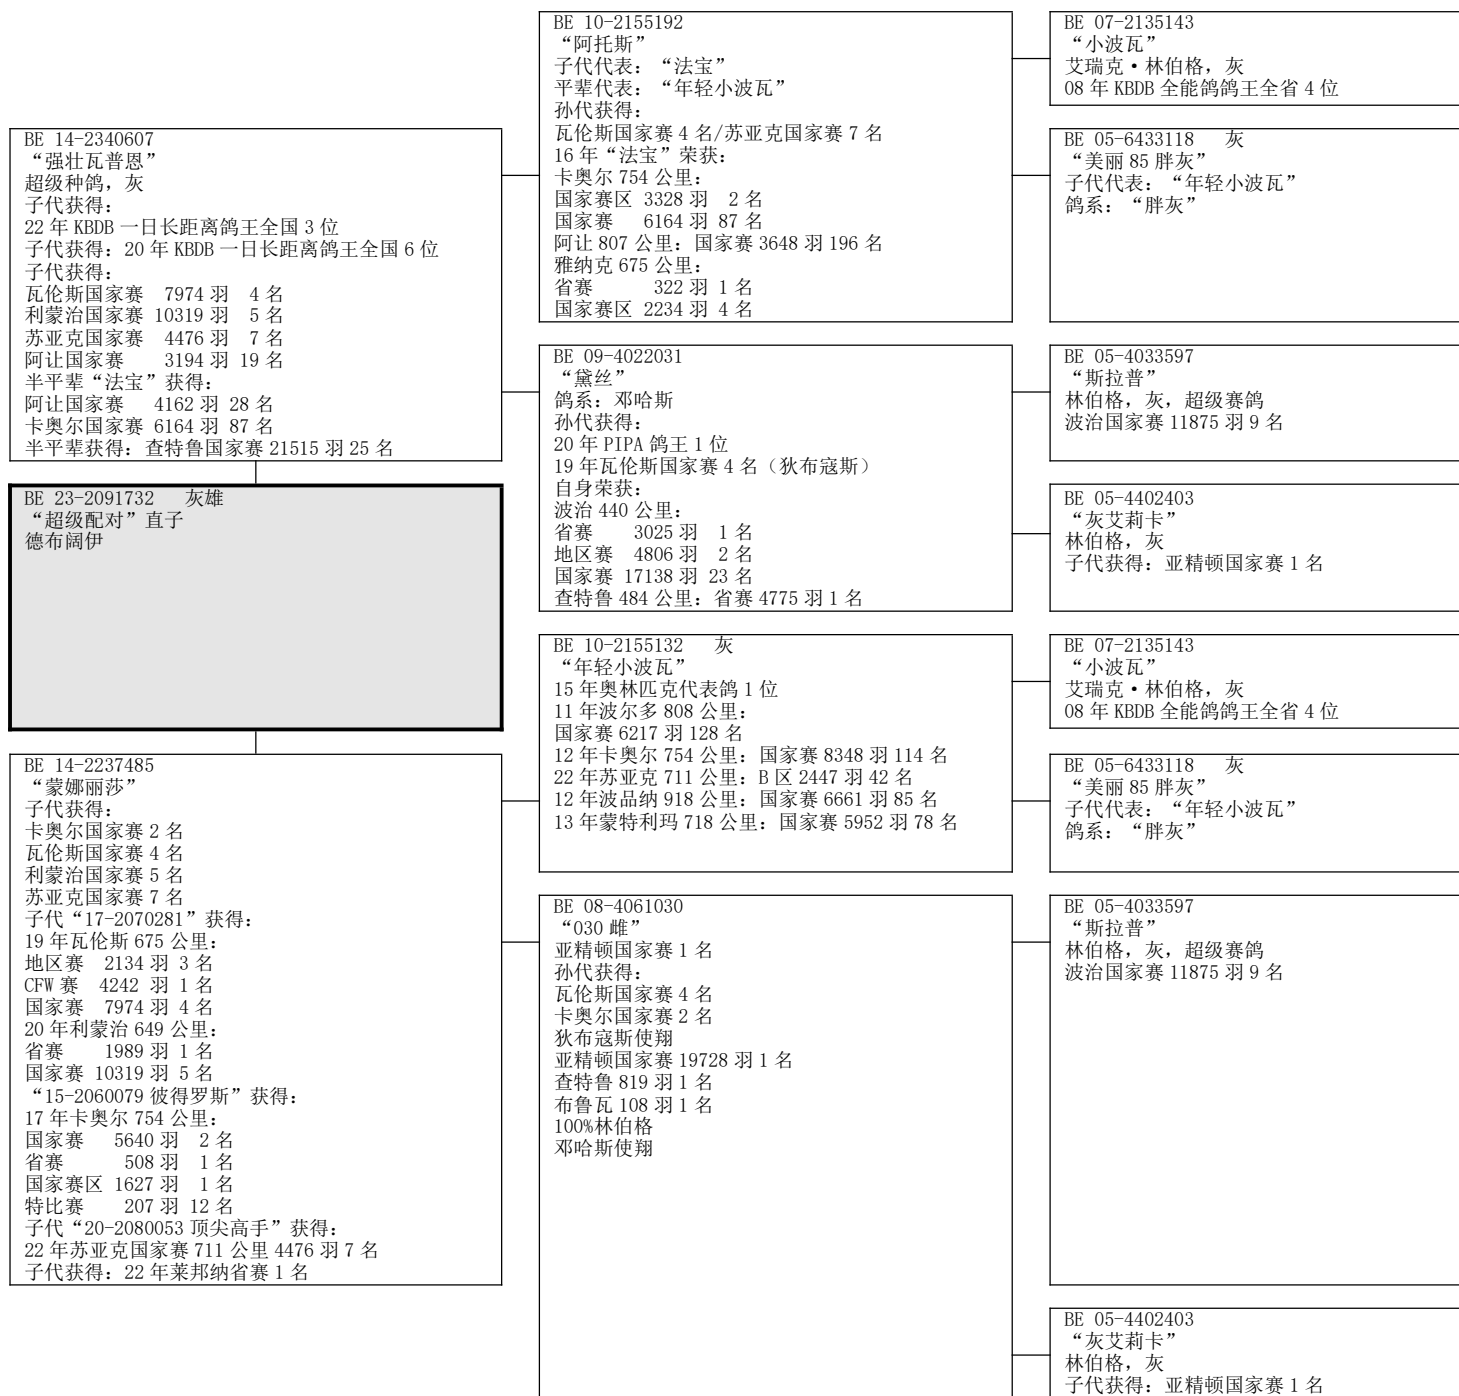 BE 14-2340607
“强壮瓦普恩”
超级种鸽，灰
子代获得：
22 年 KBDB 一日长距离鸽王全国 3 位
子代获得：20 年 KBDB 一日长距离鸽王全国 6 位
子代获得：
瓦伦斯国家赛 7974 羽 4 名
利蒙治国家赛 10319 羽 5 名
苏亚克国家赛 4476 羽 7 名
阿让国家赛 3194 羽 19 名
半平辈“法宝”获得：
阿让国家赛 4162 羽 28 名
卡奥尔国家赛 6164 羽 87 名
半平辈获得：查特鲁国家赛 21515 羽 25 名
BE 23-2091732 灰雄
“超级配对”直子
德布阔伊
BE 14-2237485
“蒙娜丽莎”
子代获得：
卡奥尔国家赛 2 名
瓦伦斯国家赛 4 名
利蒙治国家赛 5 名
苏亚克国家赛 7 名
子代“17-2070281”获得：
19 年瓦伦斯 675 公里：
地区赛 2134 羽 3 名
CFW 赛 4242 羽 1 名
国家赛 7974 羽 4 名
20 年利蒙治 649 公里：
省赛 1989 羽 1 名
国家赛 10319 羽 5 名
“15-2060079 彼得罗斯”获得：
17 年卡奥尔 754 公里：
国家赛 5640 羽 2 名
省赛 508 羽 1 名
国家赛区 1627 羽 1 名
特比赛 207 羽 12 名
子代“20-2080053 顶尖高手”获得：
22 年苏亚克国家赛 711 公里 4476 羽 7 名
子代获得：22 年莱邦纳省赛 1 名
BE 10-2155192
“阿托斯”
子代代表：“法宝”
平辈代表：“年轻小波瓦”
孙代获得：
瓦伦斯国家赛 4 名/苏亚克国家赛 7 名
16 年“法宝”荣获：
卡奥尔 754 公里：
国家赛区 3328 羽 2 名
国家赛 6164 羽 87 名
阿让 807 公里：国家赛 3648 羽 196 名
雅纳克 675 公里：
省赛 322 羽 1 名
国家赛区 2234 羽 4 名
BE 09-4022031
“黛丝”
鸽系：邓哈斯
孙代获得：
20 年 PIPA 鸽王 1 位
19 年瓦伦斯国家赛 4 名（狄布寇斯）
自身荣获：
波治 440 公里：
省赛 3025 羽 1 名
地区赛 4806 羽 2 名
国家赛 17138 羽 23 名
查特鲁 484 公里：省赛 4775 羽 1 名
BE 10-2155132 灰
“年轻小波瓦”
15 年奥林匹克代表鸽 1 位
11 年波尔多 808 公里：
国家赛 6217 羽 128 名
12 年卡奥尔 754 公里：国家赛 8348 羽 114 名
22 年苏亚克 711 公里：B 区 2447 羽 42 名
12 年波品纳 918 公里：国家赛 6661 羽 85 名
13 年蒙特利玛 718 公里：国家赛 5952 羽 78 名
BE 08-4061030
“030 雌”
亚精顿国家赛 1 名
孙代获得：
瓦伦斯国家赛 4 名
卡奥尔国家赛 2 名
狄布寇斯使翔
亚精顿国家赛 19728 羽 1 名
查特鲁 819 羽 1 名
布鲁瓦 108 羽 1 名
100%林伯格
邓哈斯使翔
BE 07-2135143
“小波瓦”
艾瑞克·林伯格，灰
08 年 KBDB 全能鸽鸽王全省 4 位
BE 05-6433118 灰
“美丽 85 胖灰”
子代代表：“年轻小波瓦”
鸽系：“胖灰”
BE 05-4033597
“斯拉普”
林伯格，灰，超级赛鸽
波治国家赛 11875 羽 9 名
BE 05-4402403
“灰艾莉卡”
林伯格，灰
子代获得：亚精顿国家赛 1 名
BE 07-2135143
“小波瓦”
艾瑞克·林伯格，灰
08 年 KBDB 全能鸽鸽王全省 4 位
BE 05-6433118 灰
“美丽 85 胖灰”
子代代表：“年轻小波瓦”
鸽系：“胖灰”
BE 05-4033597
“斯拉普”
林伯格，灰，超级赛鸽
波治国家赛 11875 羽 9 名
BE 05-4402403
“灰艾莉卡”
林伯格，灰
子代获得：亚精顿国家赛 1 名